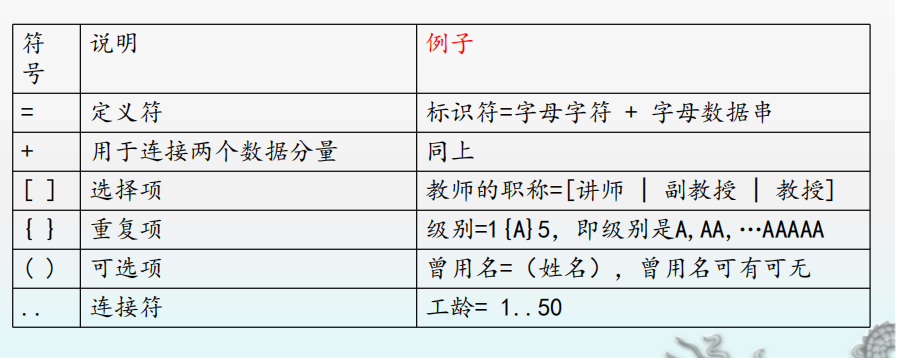 符号 说明 例子
= 定义符 标识符=字母字符 + 字母数据串
+ 用于连接两个数据分量 同上
[ ] 选择项 教师的职称=[讲师 | 副教授 | 教授]
{ } 重复项 级别=1{A}5, 即级别是A,AA,…AAAAA
( ) 可选项 曾用名=（姓名）, 曾用名可有可无
.. 连接符 工龄= 1..50